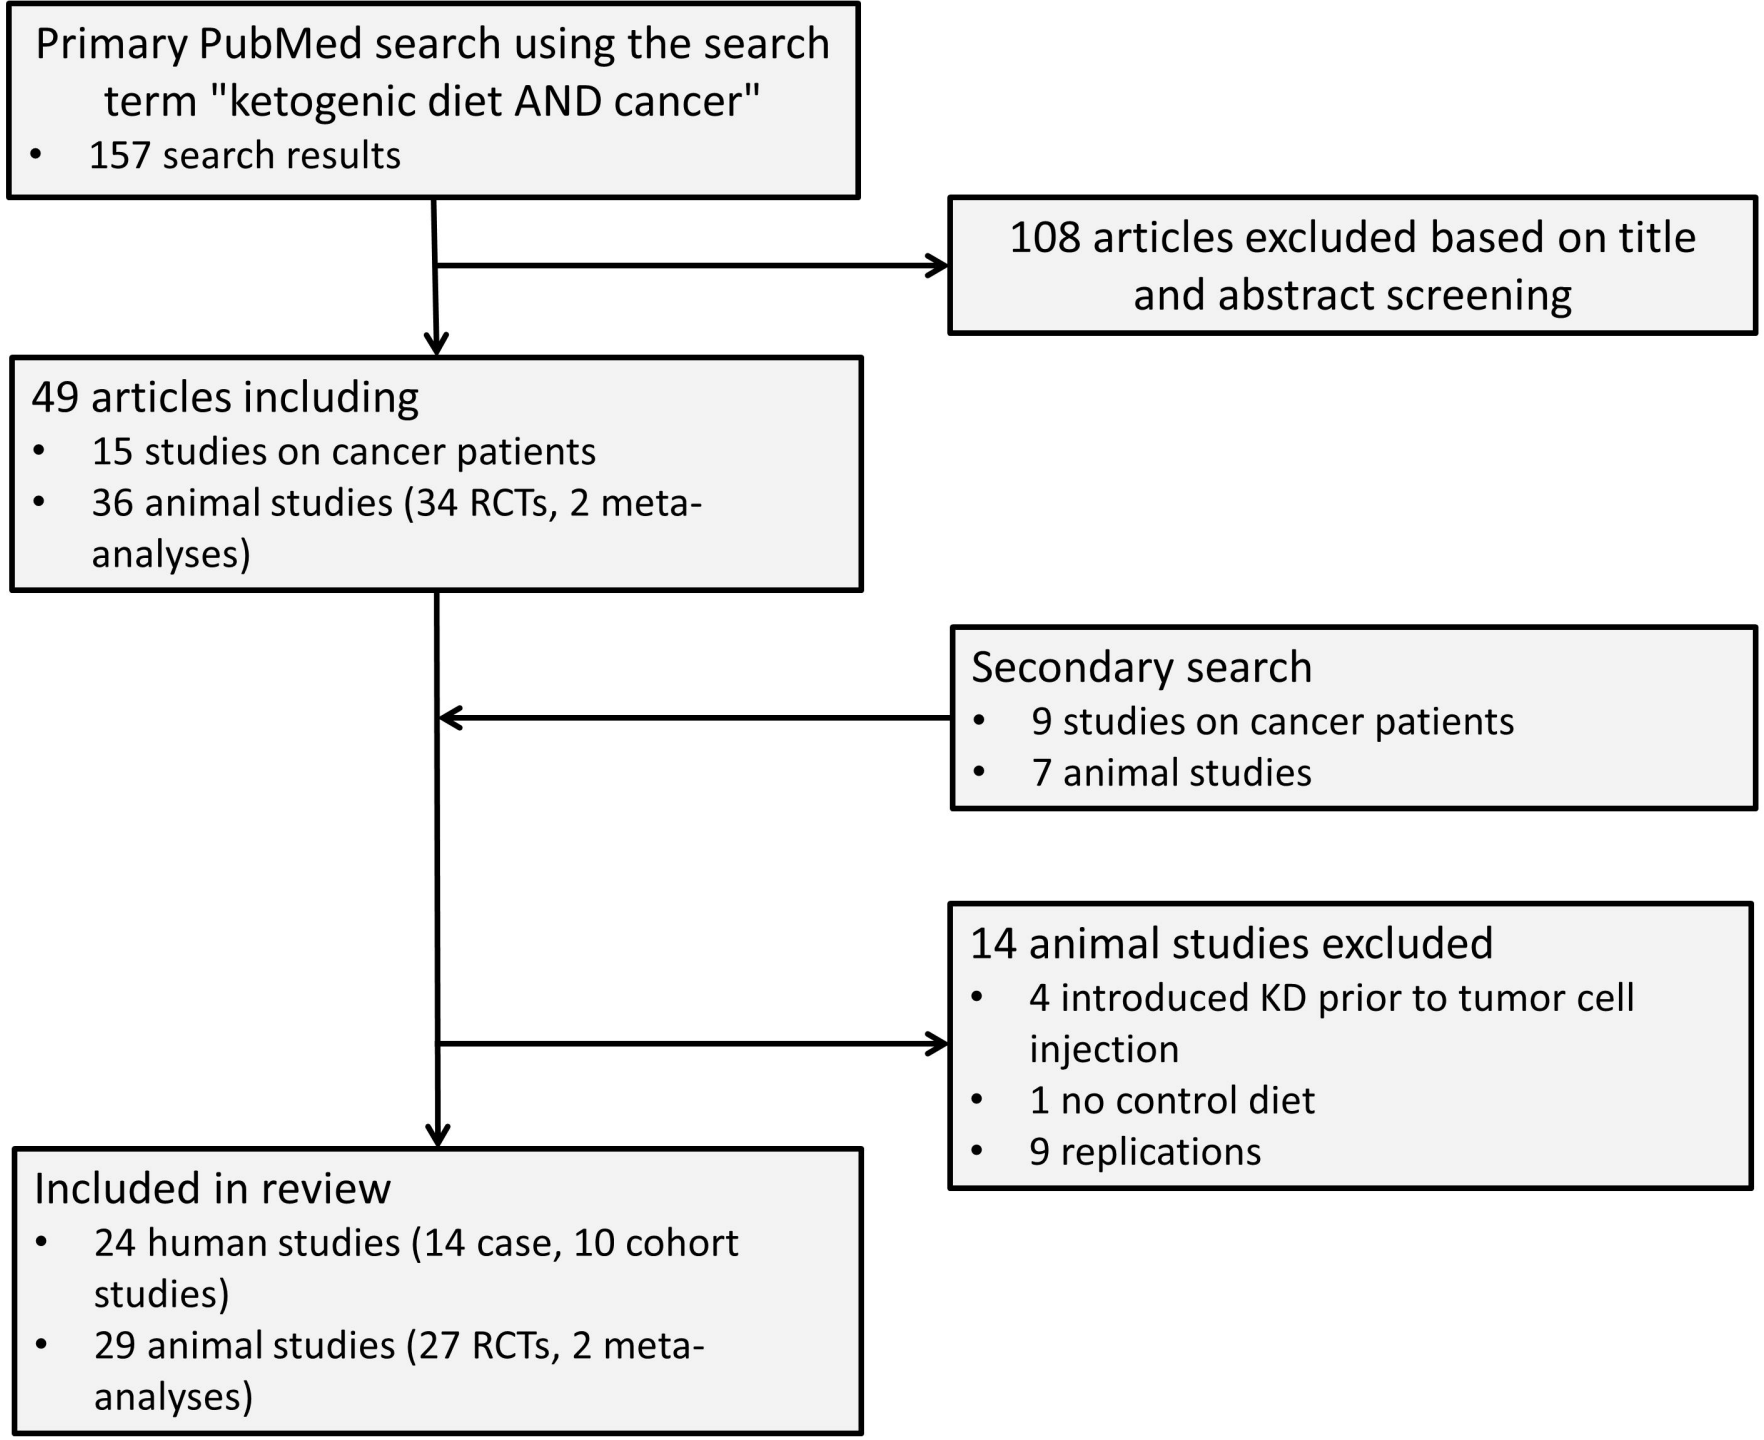 Primary PubMed search using the search
term "ketogenic diet AND cancer"
• 157 search results
108 articles excluded based on title
and abstract screening
49 articles including
• 15 studies on cancer patients
• 36 animal studies (34 RCTs, 2 meta-
analyses)
Secondary search
• 9 studies on cancer patients
• 7 animal studies
14 animal studies excluded
• 4 introduced KD prior to tumor cell
injection
• 1 no control diet
• 9 replications
Included in review
• 24 human studies (14 case, 10 cohort
studies)
• 29 animal studies (27 RCTs, 2 meta-
analyses)